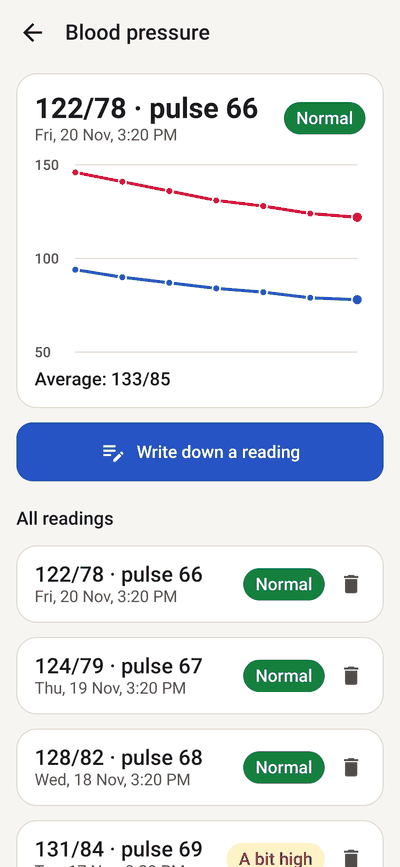 Blood pressure
122/78 · pulse 66
Normal
Fri, 20 Nov, 3:20 PM
150
100
50
Average: 133/85
Write down a reading
All readings
122/78 · pulse 66
Fri, 20 Nov, 3:20 PM
Normal
124/79 · pulse 67
Thu, 19 Nov, 3:20 PM
Normal
128/82 · pulse 68
Wed, 18 Nov, 3:20 PM
Normal
131/84 · pulse 69
A bit high